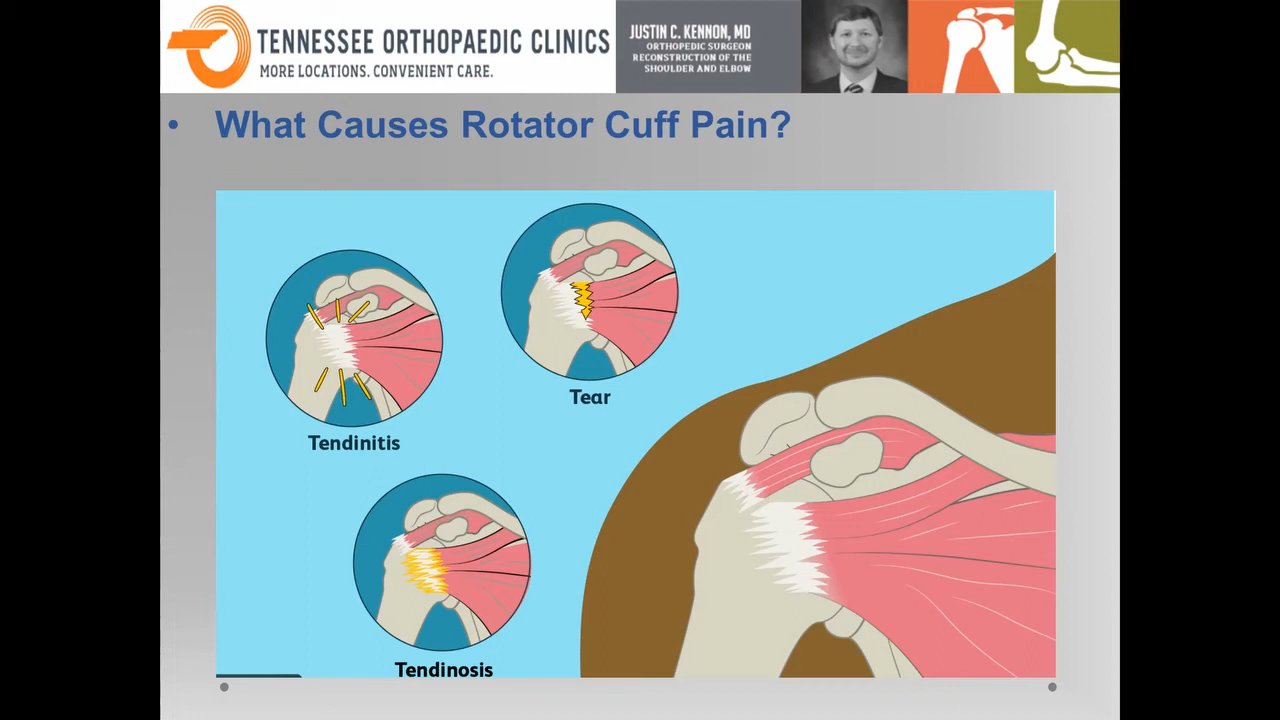 TENNESSEE ORTHOPAEDIC CLINICS
MORE LOCATIONS. CONVENIENT CARE.
JUSTIN C. KENNON, MD
ORTHOPEDIC SURGEON
RECONSTRUCTION OF THE
SHOULDER AND ELBOW
• What Causes Rotator Cuff Pain?
Tear
Tendinitis
Tendinosis